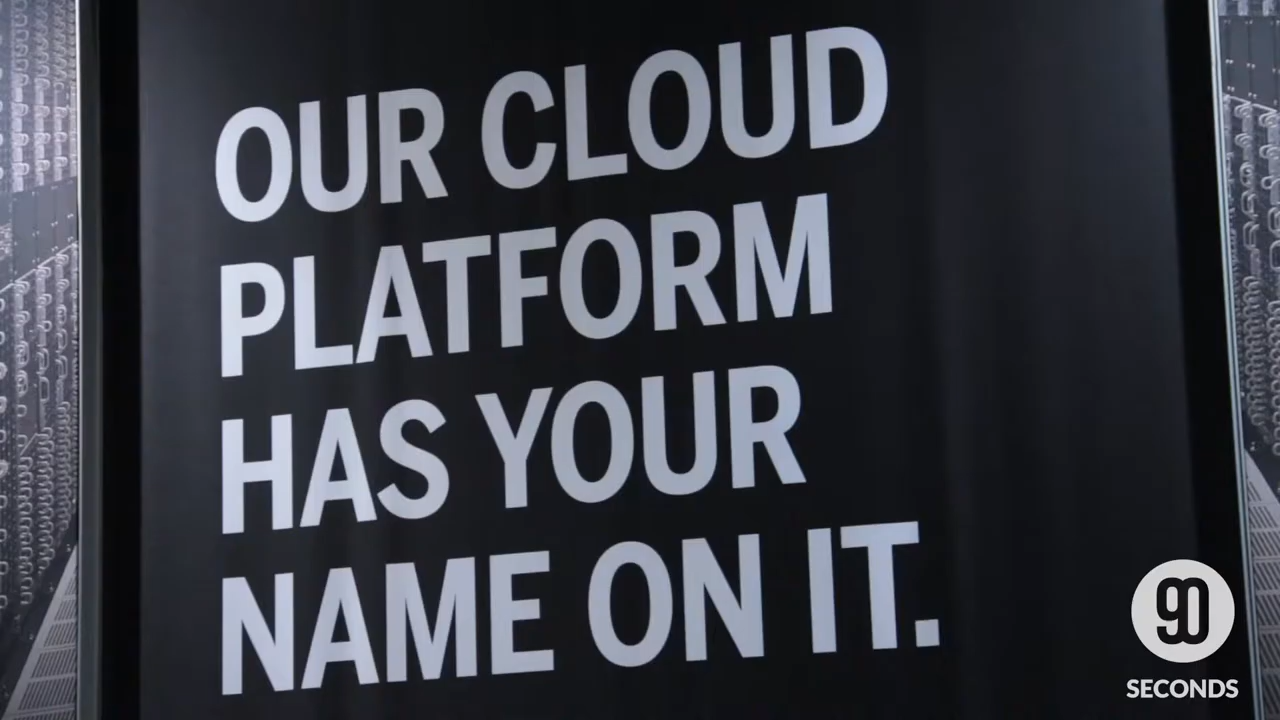 OUR CLOUD
PLATFORM
HAS YOUR
NAME ON IT.
90
SECONDS